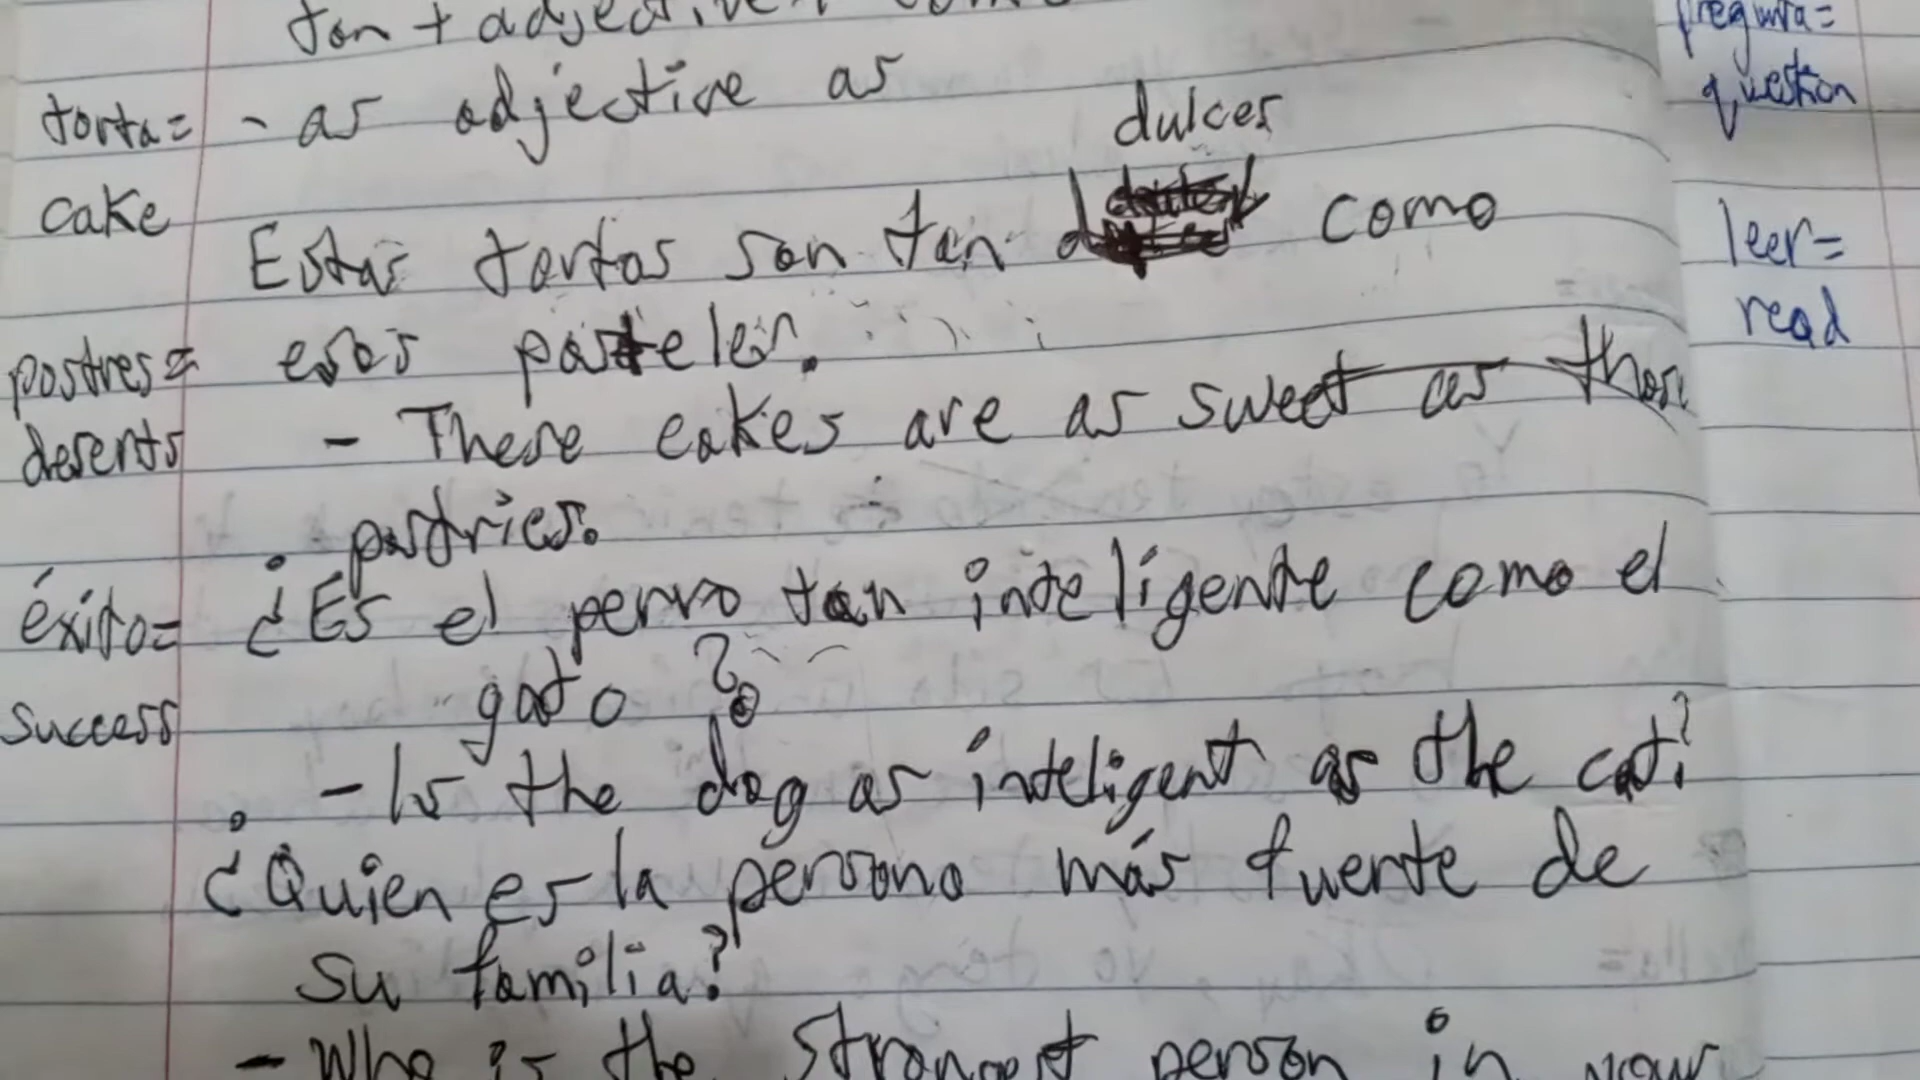 tan + adjective + como
torta = - as adjective as
dulces
cake
Estas tortas son tan como
postres = esos pasteles.
deserts - These cakes are as sweet as those
pastries.
éxito = ¿Es el perro tan inteligente como el
success gato?
- Is the dog as inteligent as the cat?
¿Quien es la persona más fuerte de
su familia?
- Who is the strongest person in your
pregunta =
question
leer =
read